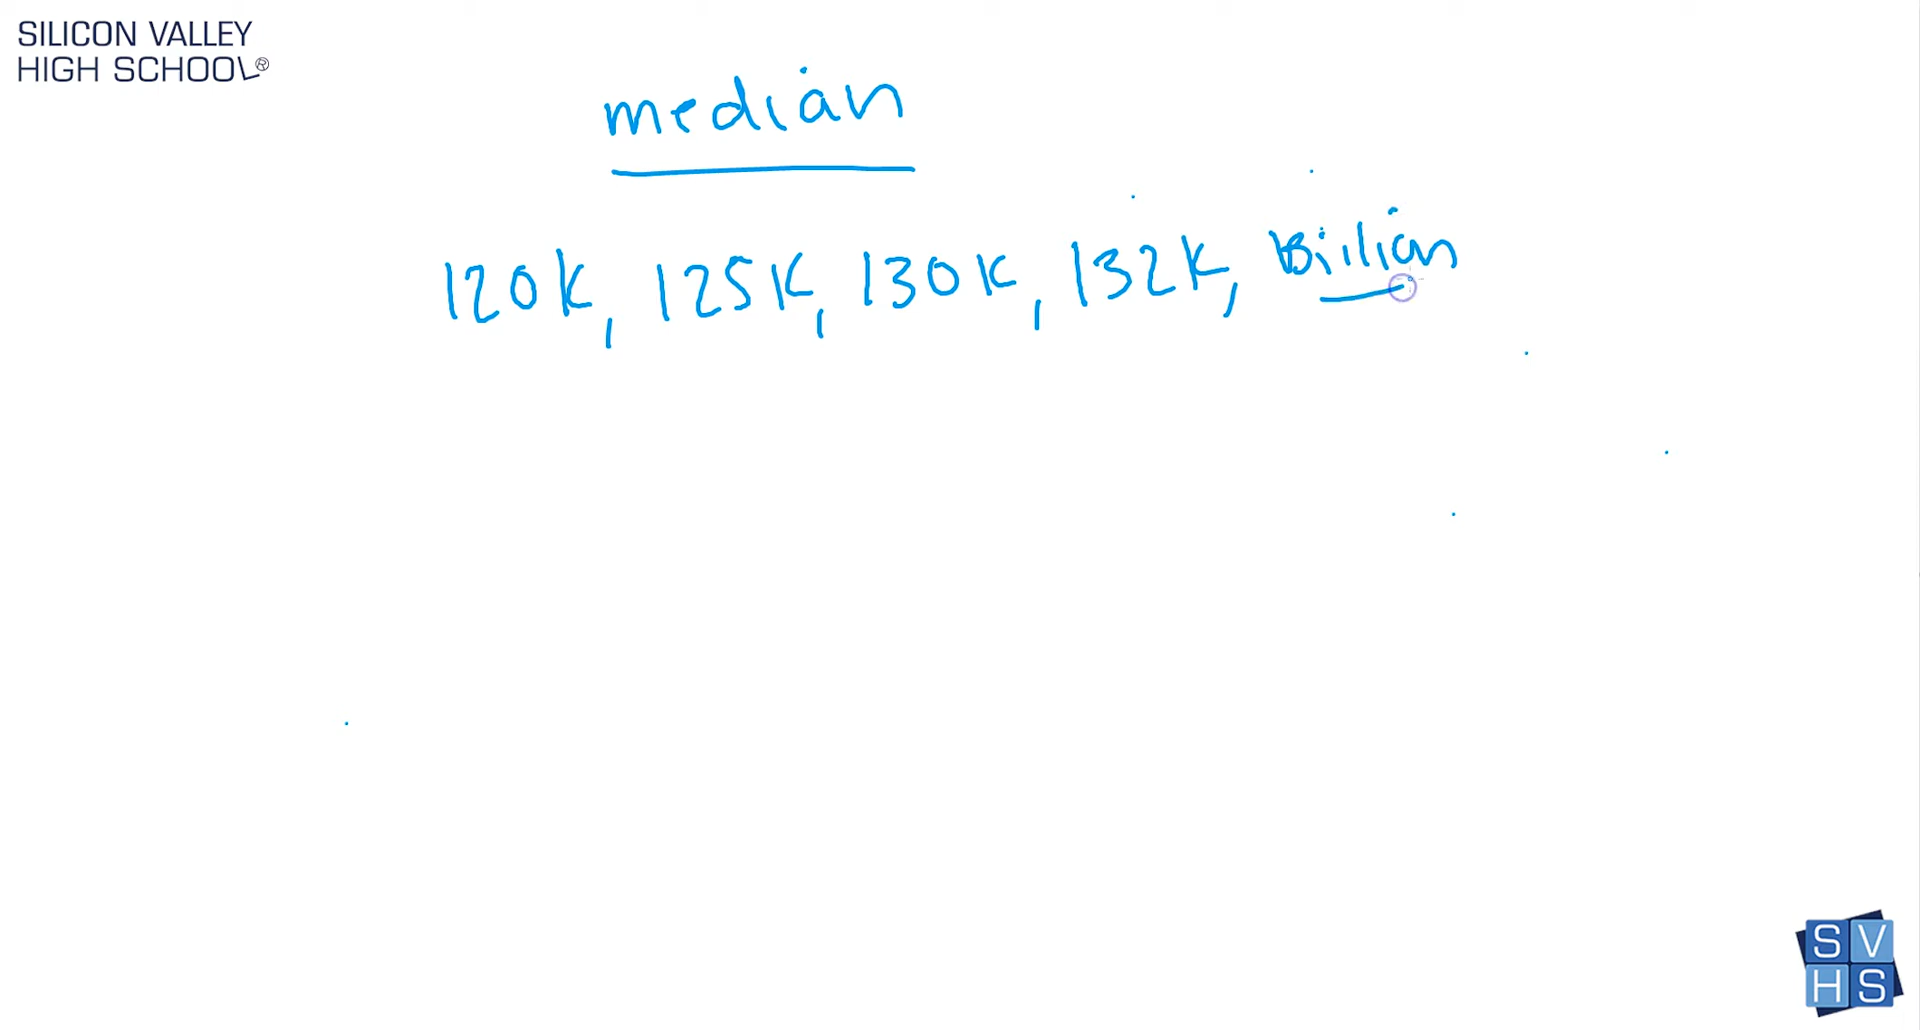 SILICON VALLEY
HIGH SCHOOL®
median
120K, 125K, 130K, 132K, Billion
SV
HS